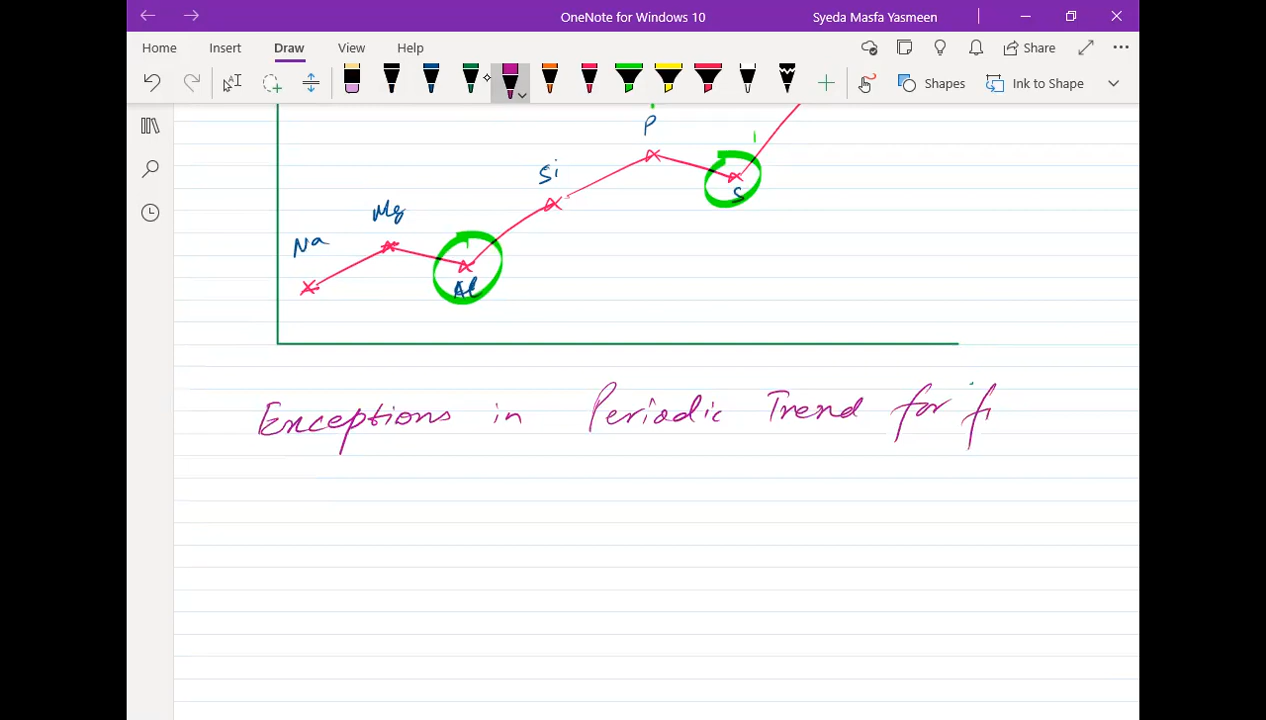 OneNote for Windows 10
Syeda Masfa Yasmeen
Home Insert Draw View Help
Share
Shapes
Ink to Shape
P
S
Si
Mg
Na
Al
Exceptions in Periodic Trend for